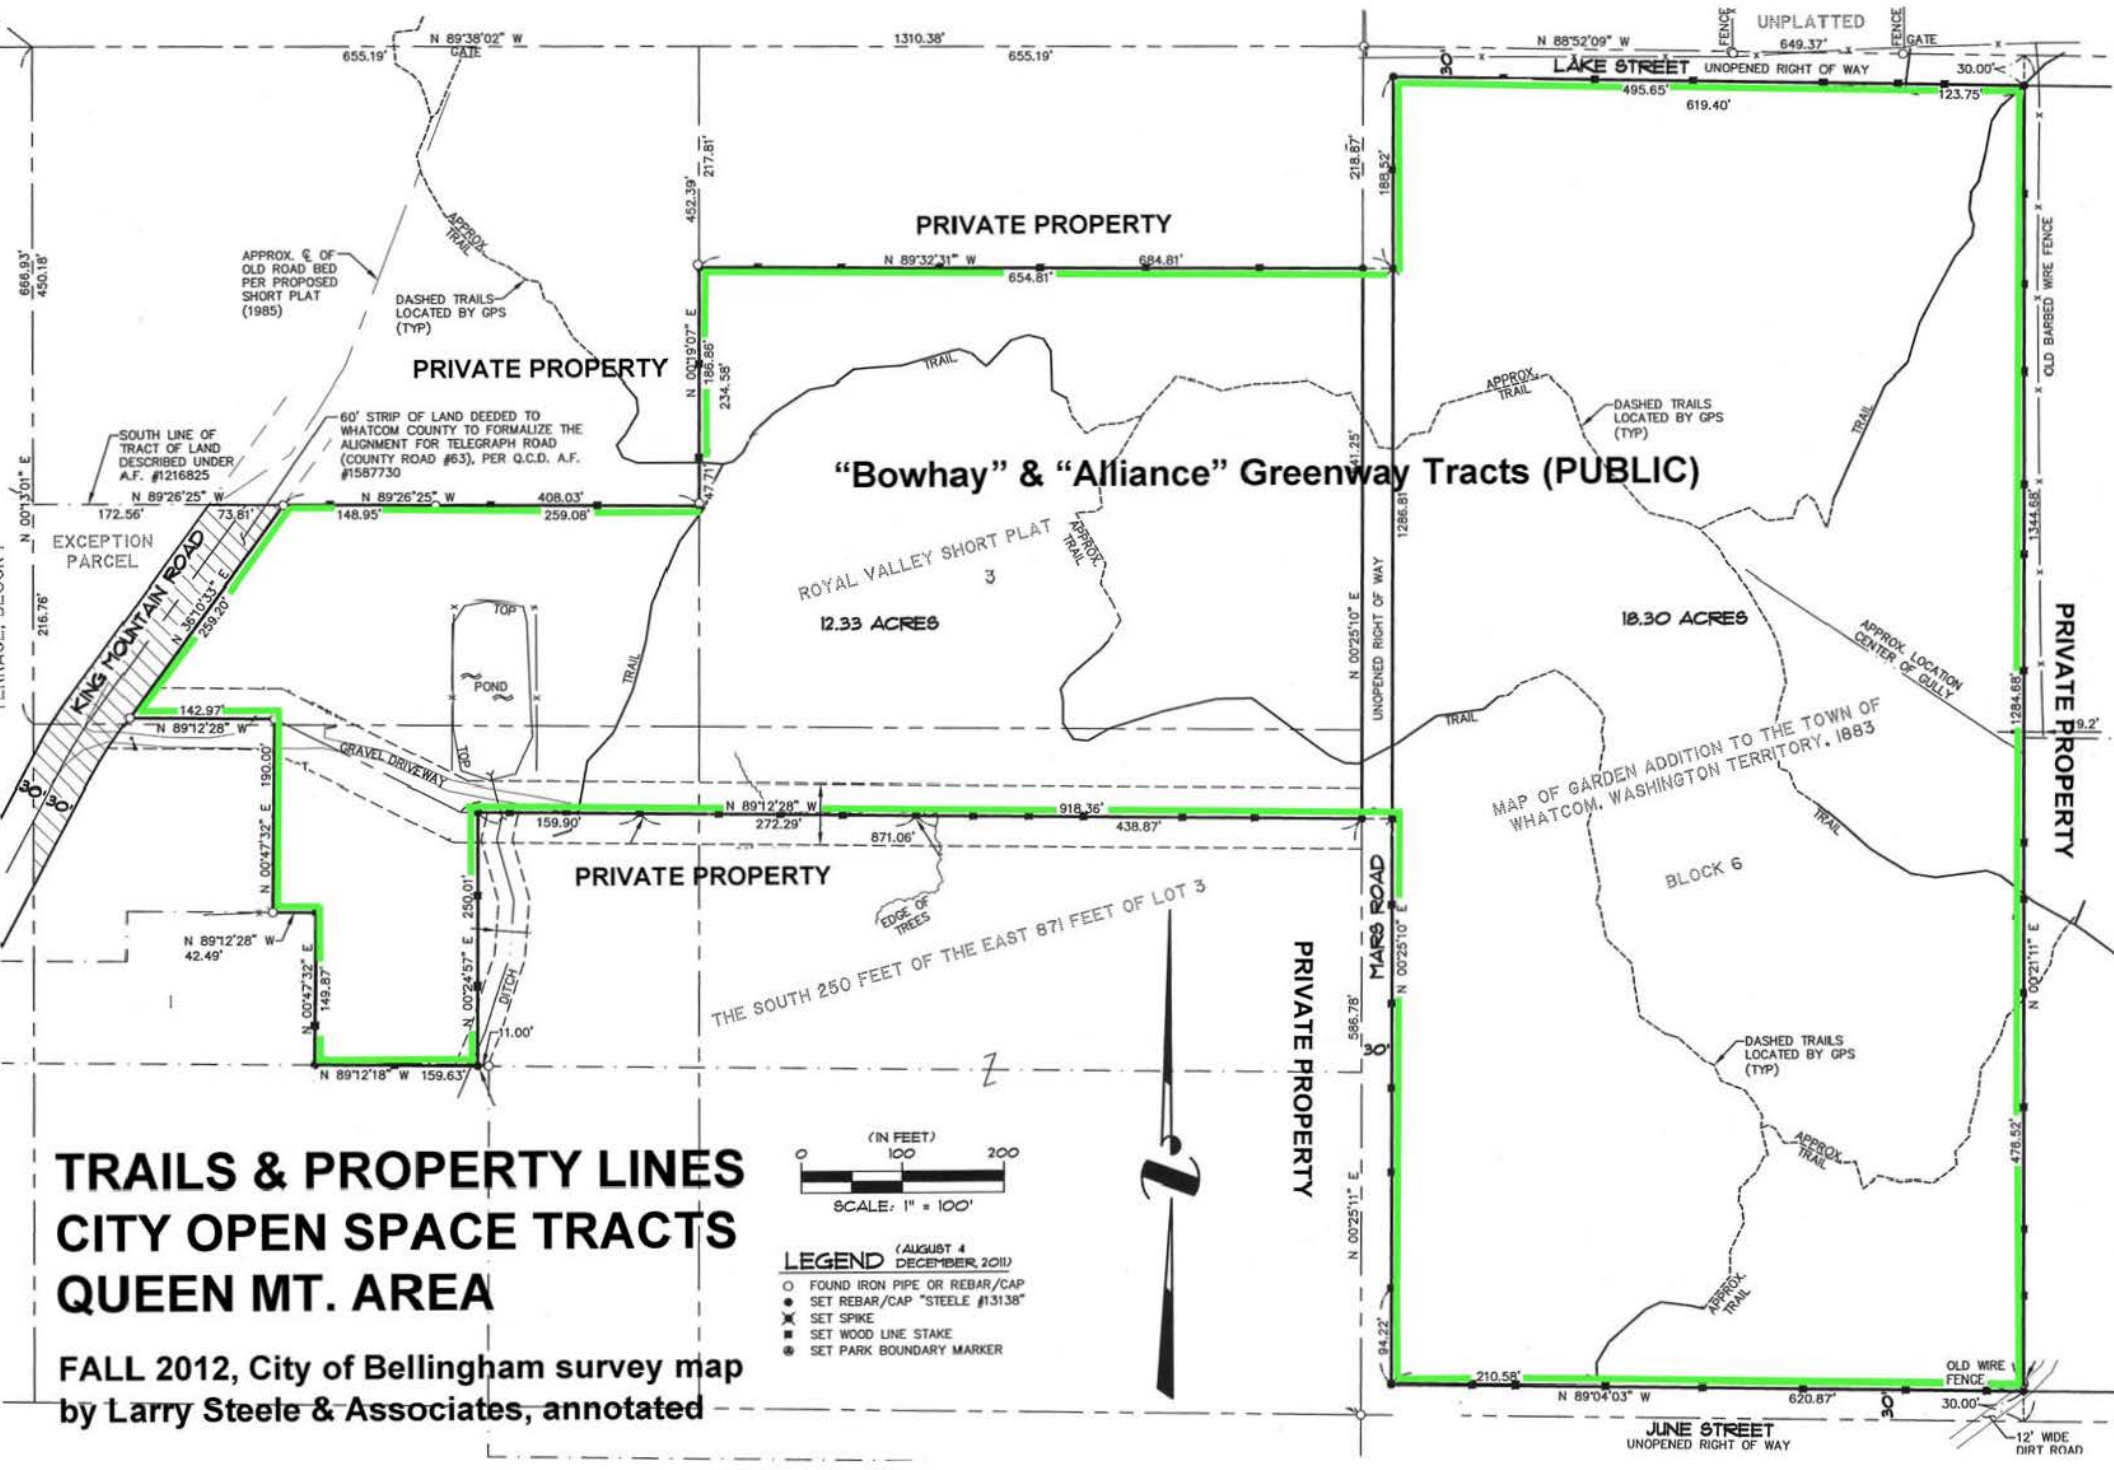 N 89°38'02" W
GATE
655.19'
1310.38'
655.19'
N 88°52'09" W
FENCE
UNPLATTED
649.37'
FENCE
GATE
30'
LAKE STREET
UNOPENED RIGHT OF WAY
30.00'
495.65'
619.40'
123.75'
217.81'
452.39'
218.87'
188.52'
PRIVATE PROPERTY
N 89°32'31" W
684.81'
654.81'
APPROX.
TRAIL
666.93'
450.18'
APPROX. ℄ OF
OLD ROAD BED
PER PROPOSED
SHORT PLAT
(1985)
DASHED TRAILS
LOCATED BY GPS
(TYP)
OLD BARBED WIRE FENCE
PRIVATE PROPERTY
N 00°19'07" E
186.86'
234.58'
TRAIL
APPROX.
TRAIL
DASHED TRAILS
LOCATED BY GPS
(TYP)
TRAIL
60' STRIP OF LAND DEEDED TO
WHATCOM COUNTY TO FORMALIZE THE
ALIGNMENT FOR TELEGRAPH ROAD
(COUNTY ROAD #63), PER Q.C.D. A.F.
#1587730
SOUTH LINE OF
TRACT OF LAND
DESCRIBED UNDER
A.F. #1216825
"Bowhay" & "Alliance" Greenway Tracts (PUBLIC)
47.71'
N 00°13'01" E
N 89°26'25" W
172.56'
73.81'
N 89°26'25" W
408.03'
148.95'
259.08'
1286.81'
1344.68'
EXCEPTION
PARCEL
KING MOUNTAIN ROAD
N 36°10'33" E
259.20'
216.76'
ROYAL VALLEY SHORT PLAT
3
APPROX.
TRAIL
12.33 ACRES
18.30 ACRES
TOP
POND
TOP
TRAIL
N 00°25'10" E
UNOPENED RIGHT OF WAY
APPROX. LOCATION
CENTER OF GULLY
1284.68'
9.2'
PRIVATE PROPERTY
142.97'
N 89°12'28" W
TRAIL
MAP OF GARDEN ADDITION TO THE TOWN OF
WHATCOM, WASHINGTON TERRITORY, 1883
30' 30'
GRAVEL DRIVEWAY
N 00°47'32" E
190.00'
N 89°12'28" W
918.36'
159.90'
272.29'
438.87'
871.06'
TRAIL
PRIVATE PROPERTY
BLOCK 6
N 00°24'57" E
250.01'
EDGE OF
TREES
THE SOUTH 250 FEET OF THE EAST 871 FEET OF LOT 3
MARS ROAD
N 00°25'10" E
N 89°12'28" W
42.49'
N 00°47'32" E
149.87'
DITCH
11.00'
PRIVATE PROPERTY
586.78'
30'
N 00°21'11" E
DASHED TRAILS
LOCATED BY GPS
(TYP)
N 89°12'18" W
159.63'
476.52'
APPROX.
TRAIL
TRAILS & PROPERTY LINES
CITY OPEN SPACE TRACTS
QUEEN MT. AREA
FALL 2012, City of Bellingham survey map
by Larry Steele & Associates, annotated
(IN FEET)
0
100
200
SCALE: 1" = 100'
LEGEND
(AUGUST &
DECEMBER, 2011)
FOUND IRON PIPE OR REBAR/CAP
SET REBAR/CAP "STEELE #13138"
SET SPIKE
SET WOOD LINE STAKE
SET PARK BOUNDARY MARKER
N 00°25'11" E
94.22'
APPROX.
TRAIL
210.58'
N 89°04'03" W
620.87'
30'
OLD WIRE
FENCE
30.00'
JUNE STREET
UNOPENED RIGHT OF WAY
12' WIDE
DIRT ROAD